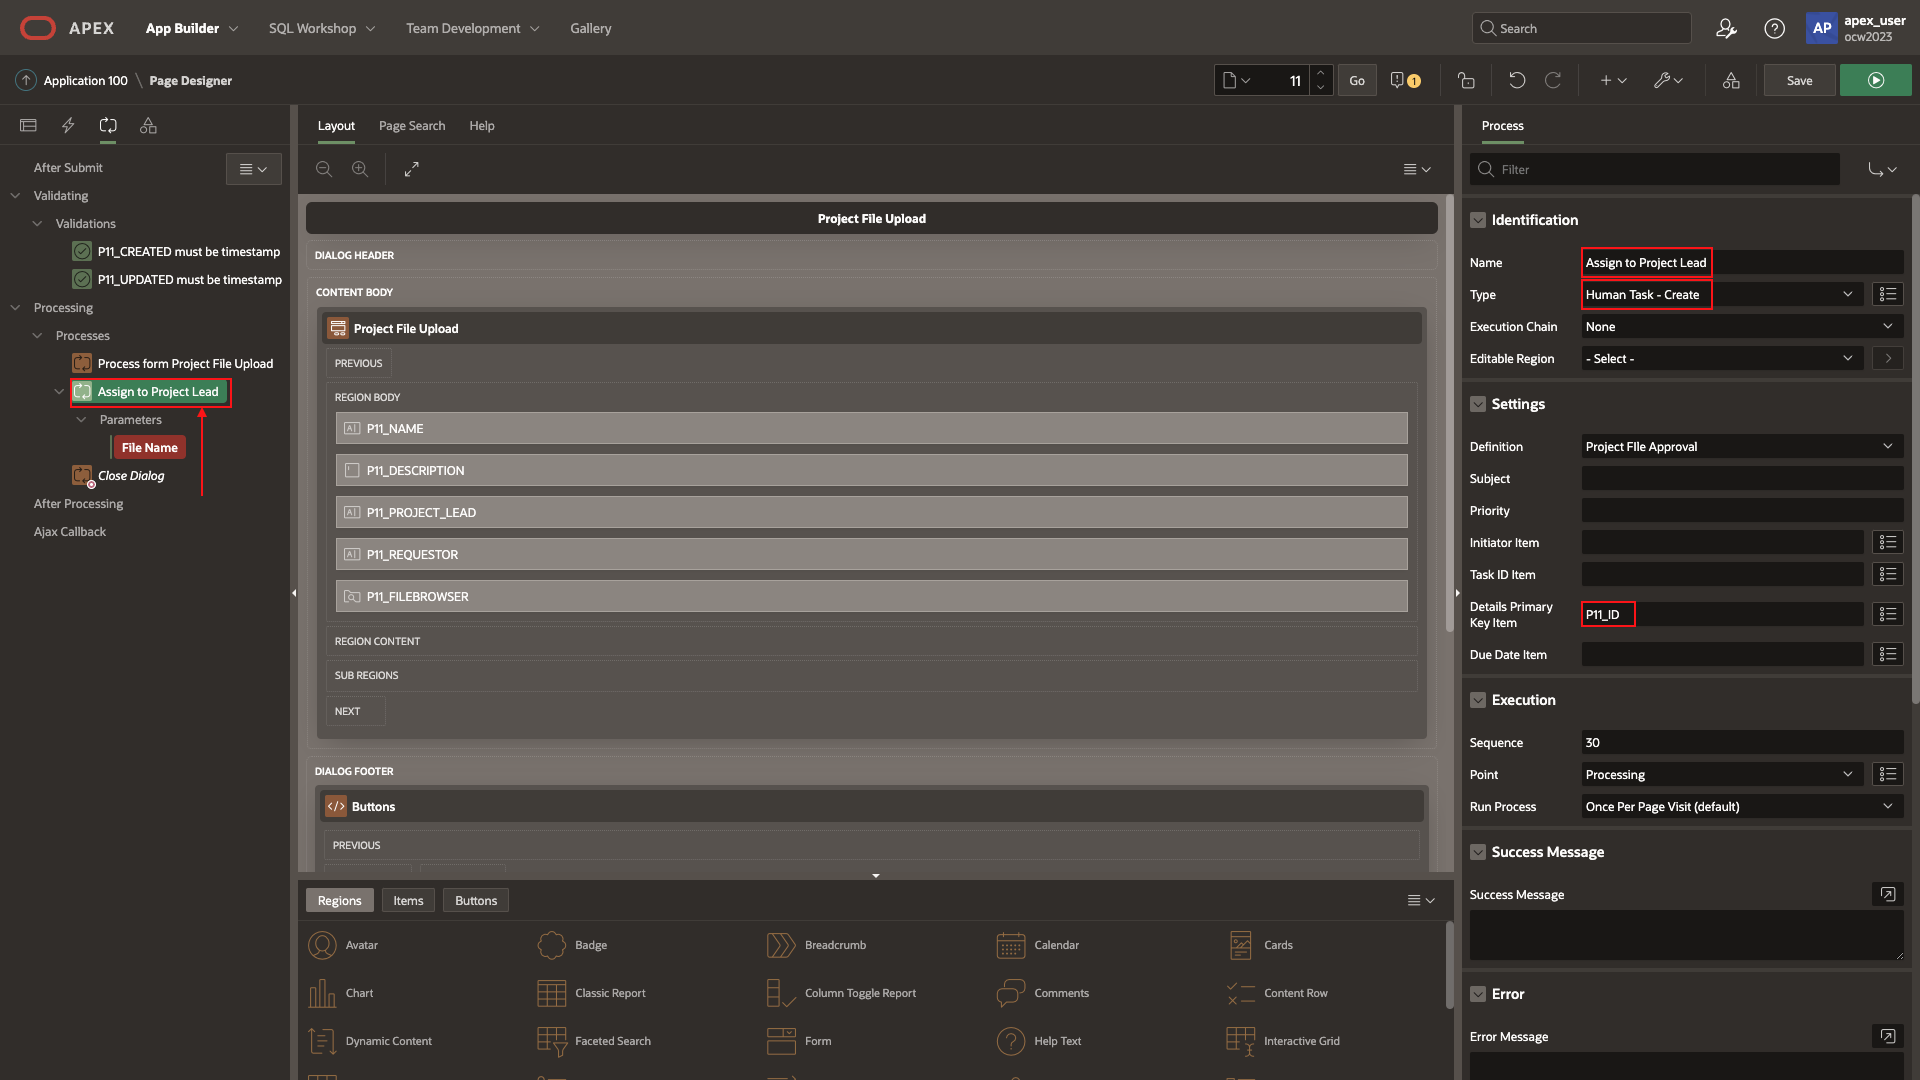 APEX
App Builder
SQL Workshop
Team Development
Gallery
Search
AP
apex_user
ocw2023
Application 100 \ Page Designer
11
Go
1
Save
After Submit
Validating
Validations
P11_CREATED must be timestamp
P11_UPDATED must be timestamp
Processing
Processes
Process form Project File Upload
Assign to Project Lead
Parameters
File Name
Close Dialog
After Processing
Ajax Callback
Layout
Page Search
Help
Project File Upload
DIALOG HEADER
CONTENT BODY
Project File Upload
PREVIOUS
REGION BODY
P11_NAME
P11_DESCRIPTION
P11_PROJECT_LEAD
P11_REQUESTOR
P11_FILEBROWSER
REGION CONTENT
SUB REGIONS
NEXT
DIALOG FOOTER
Buttons
PREVIOUS
Regions
Items
Buttons
Avatar
Badge
Breadcrumb
Calendar
Cards
Chart
Classic Report
Column Toggle Report
Comments
Content Row
Dynamic Content
Faceted Search
Form
Help Text
Interactive Grid
Process
Filter
Identification
Name
Assign to Project Lead
Type
Human Task - Create
Execution Chain
None
Editable Region
- Select -
Settings
Definition
Project File Approval
Subject
Priority
Initiator Item
Task ID Item
Details Primary
Key Item
P11_ID
Due Date Item
Execution
Sequence
30
Point
Processing
Run Process
Once Per Page Visit (default)
Success Message
Success Message
Error
Error Message